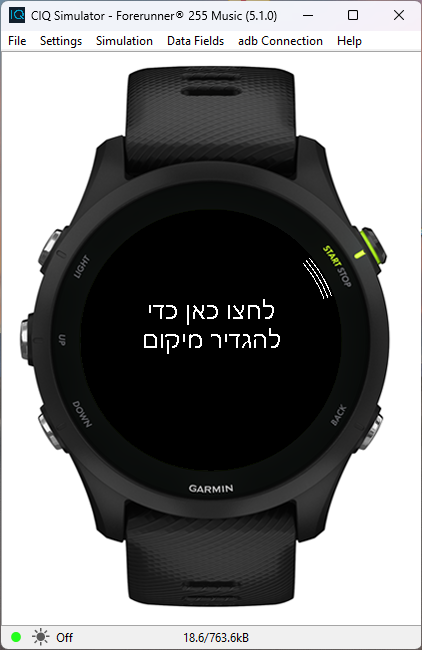 CIQ Simulator - Forerunner® 255 Music (5.1.0)
File Settings Simulation Data Fields adb Connection Help
LIGHT
START STOP
UP
לחצו כאן כדי
להגדיר מיקום
DOWN
BACK
GARMIN
Off 18.6/763.6kB